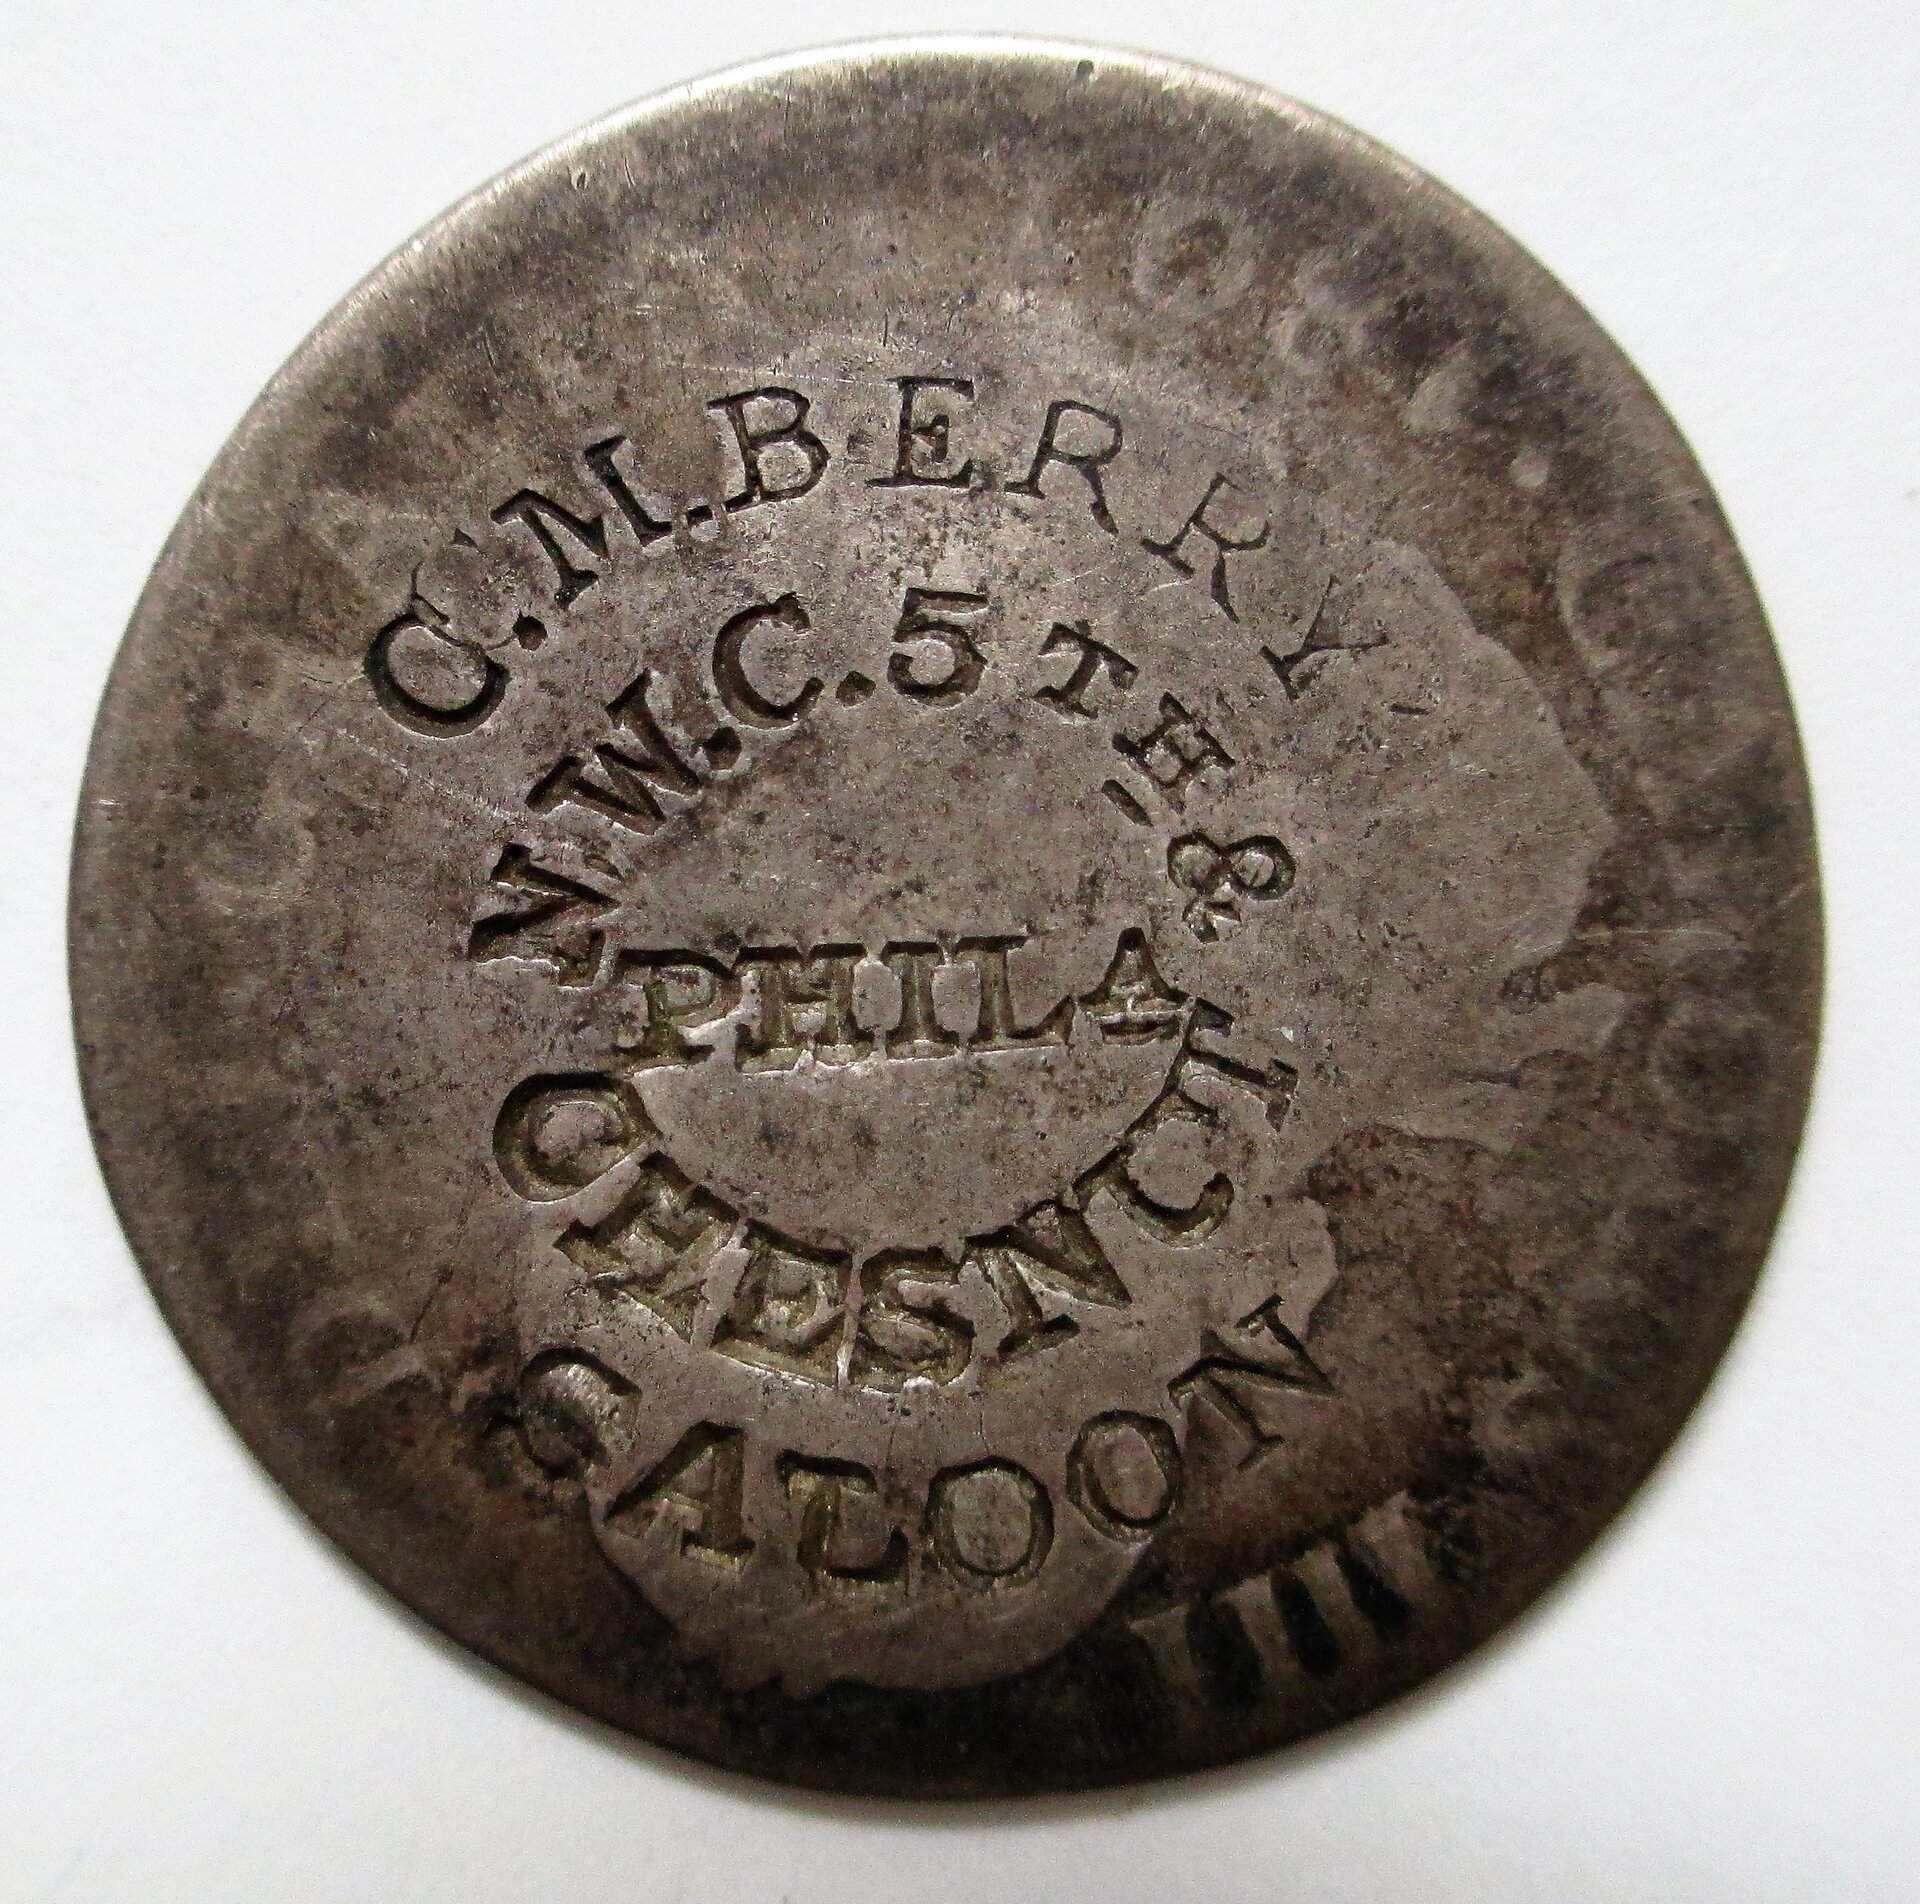 C.M.BERRY
N.W.C.5TH &
PHILA
CHESNUT
SALOON